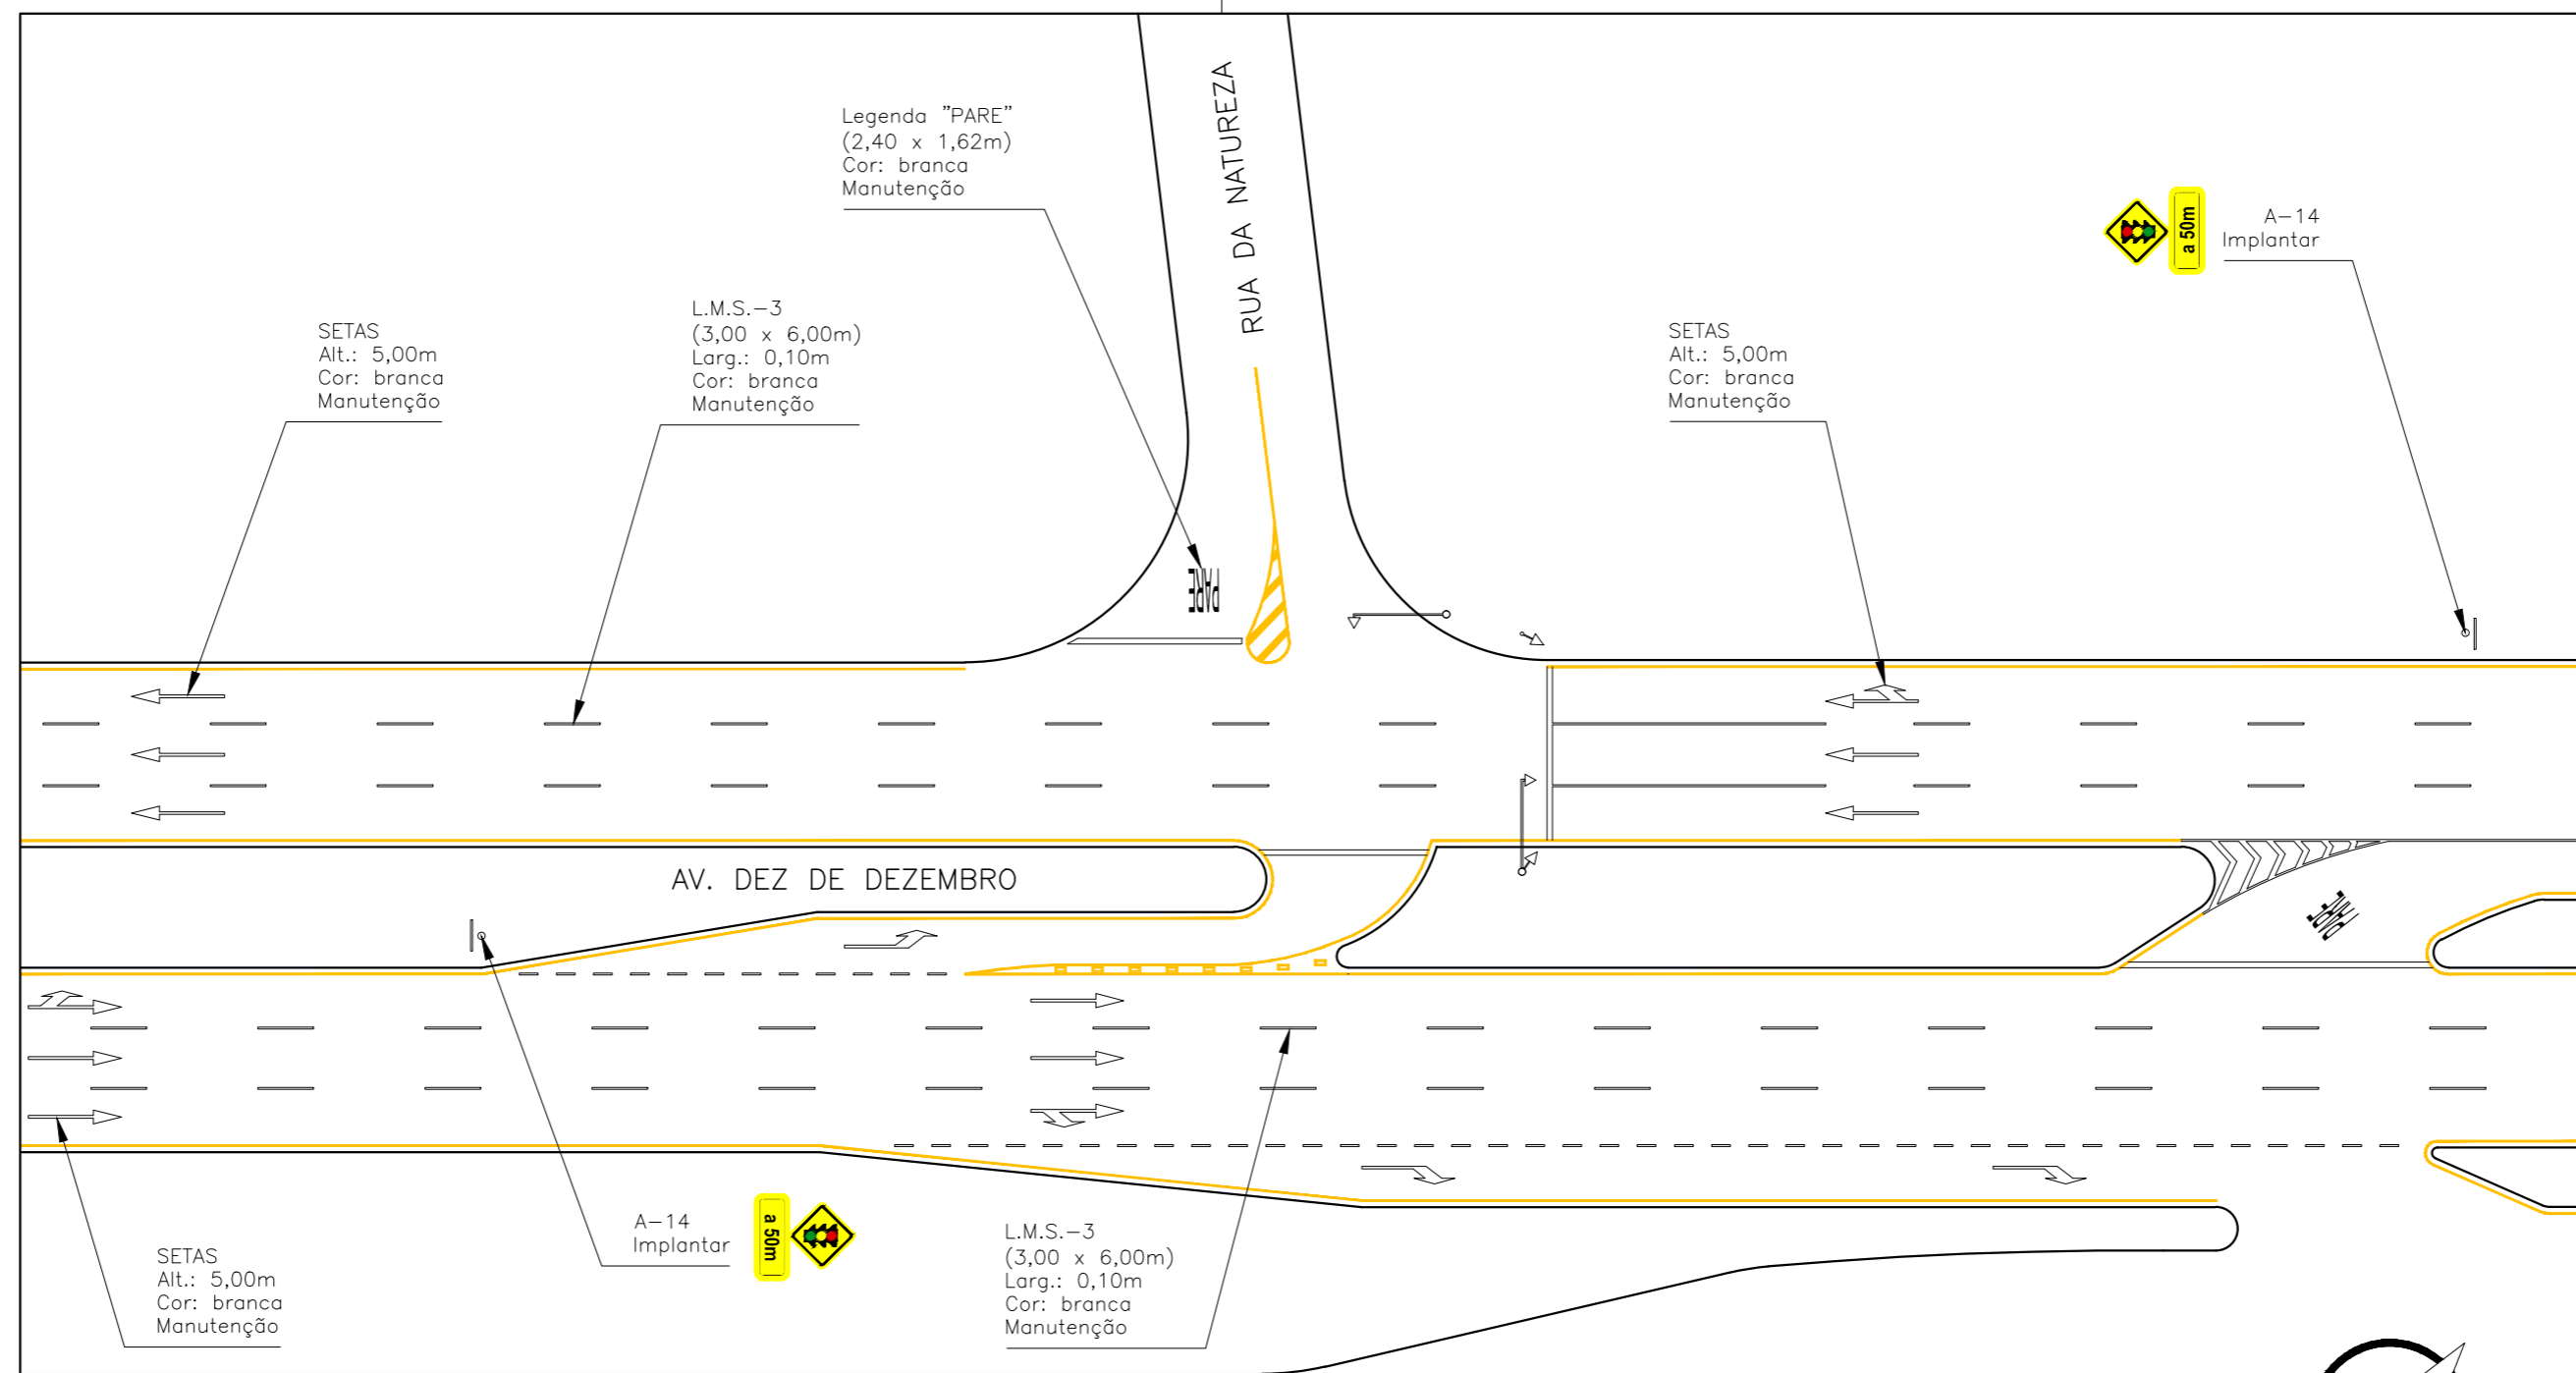 Legenda "PARE"
(2,40 x 1,62m)
Cor: branca
Manutenção
RUA DA NATUREZA
a 50m
A-14
Implantar
SETAS
Alt.: 5,00m
Cor: branca
Manutenção
L.M.S.-3
(3,00 x 6,00m)
Larg.: 0,10m
Cor: branca
Manutenção
SETAS
Alt.: 5,00m
Cor: branca
Manutenção
PARE
AV. DEZ DE DEZEMBRO
PARE
SETAS
Alt.: 5,00m
Cor: branca
Manutenção
A-14
Implantar
a 50m
L.M.S.-3
(3,00 x 6,00m)
Larg.: 0,10m
Cor: branca
Manutenção